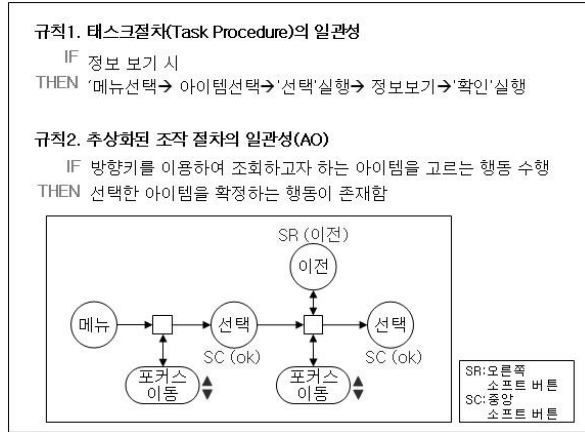 규칙1. 태스크절차(Task Procedure)의 일관성
IF 정보 보기 시
THEN '메뉴선택→ 아이템선택→'선택'실행→ 정보보기→'확인'실행
규칙2. 추상화된 조작 절차의 일관성(AO)
IF 방향키를 이용하여 조회하고자 하는 아이템을 고르는 행동 수행
THEN 선택한 아이템을 확정하는 행동이 존재함
SR (이전)
이전
메뉴
선택
선택
SC (ok)
SC (ok)
포커스
이동
포커스
이동
SR:오른쪽
소프트 버튼
SC:중앙
소프트 버튼